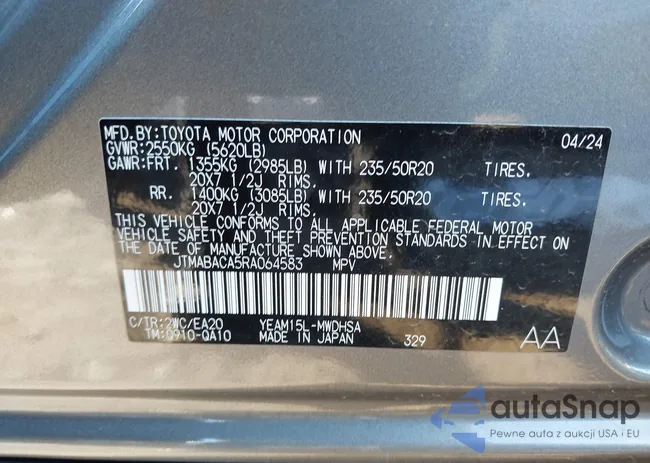 MFD.BY:TOYOTA MOTOR CORPORATION 04/24
GVWR:2550KG (5620LB)
GAWR:FRT. 1355KG (2985LB) WITH 235/50R20 TIRES.
20X7 1/2J RIMS.
RR. 1400KG (3085LB) WITH 235/50R20 TIRES.
20X7 1/2J RIMS.
THIS VEHICLE CONFORMS TO ALL APPLICABLE FEDERAL MOTOR
VEHICLE SAFETY AND THEFT PREVENTION STANDARDS IN EFFECT ON
THE DATE OF MANUFACTURE SHOWN ABOVE.
JTMABACA5RA064583 MPV
C/TR:2WC/EA20 YEAM15L-MWDHSA
TM:0910-QA10 MADE IN JAPAN 329 AA
autaSnap
Pewne auta z aukcji USA i EU